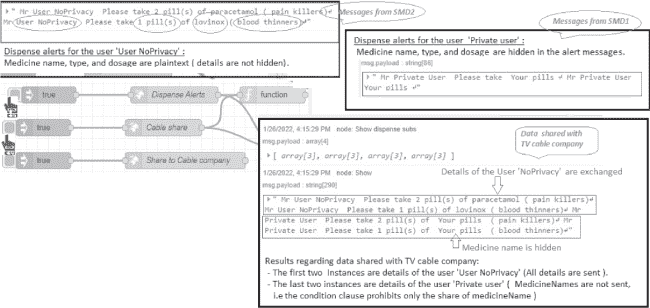 Messages from SMD2
" Mr User NoPrivacy Please take 2 pill(s) of paracetamol ( pain killers)↵
Mr User NoPrivacy Please take 1 pill(s) of lovinox ( blood thinners)↵"
Dispense alerts for the user 'User NoPrivacy' :
Medicine name, type, and dosage are plaintext ( details are not hidden).
Messages from SMD1
Dispense alerts for the user 'Private user' :
Medicine name, type, and dosage are hidden in the alert messages.
msg.payload : string[66]
" Mr Private User Please take Your pills ↵ Mr Private User
Your pills ↵"
true
Dispense Alerts
function
true
Cable share
true
Share to Cable company
1/26/2022, 4:15:29 PM node: Show dispense subs
msg.payload : array[4]
[ array[3], array[3], array[3], array[3] ]
Data shared with
TV cable company
1/26/2022, 4:15:29 PM node: Show
msg.payload : string[290]
Details of the User 'NoPrivacy' are exchanged
" Mr User NoPrivacy Please take 2 pill(s) of paracetamol ( pain killers)↵
Mr User NoPrivacy Please take 1 pill(s) of lovinox ( blood thinners)↵ Mr
Private User Please take 2 pill(s) of Your pills ( pain killers)↵ Mr
Private User Please take 1 pill(s) of Your pills ( blood thinners)↵"
Medicine name is hidden
Results regarding data shared with TV cable company:
- The first two Instances are details of the user 'User NoPrivacy' (All details are sent ).
- The last two instances are details of the user 'Private user' ( MedicineNames are not sent,
i.e the condition clause prohibits only the share of medicineName )